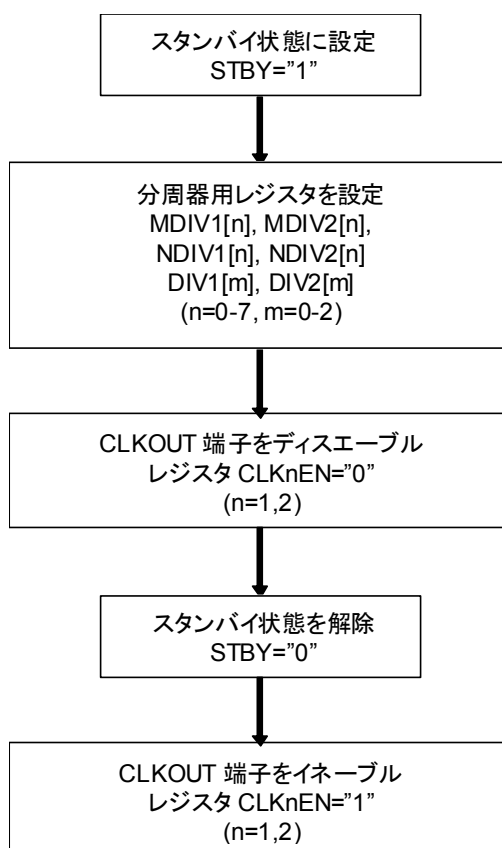 スタンバイ状態に設定
STBY=”1”
分周器用レジスタを設定
MDIV1[n], MDIV2[n],
NDIV1[n], NDIV2[n]
DIV1[m], DIV2[m]
(n=0-7, m=0-2)
CLKOUT 端子をディスエーブル
レジスタ CLKnEN=”0”
(n=1,2)
スタンバイ状態を解除
STBY=”0”
CLKOUT 端子をイネーブル
レジスタ CLKnEN=”1”
(n=1,2)